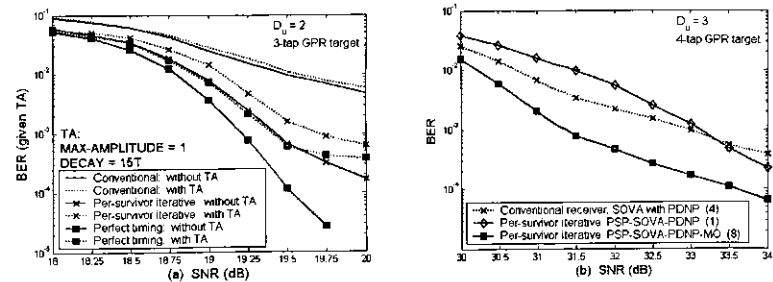 D_u = 2
3-tap GPR target
BER (given TA)
10^-1
10^-2
10^-3
10^-4
10^-5
TA:
MAX-AMPLITUDE = 1
DECAY = 15T
Conventional: without TA
Conventional: with TA
Per-survivor iterative: without TA
Per-survivor iterative: with TA
Perfect timing: without TA
Perfect timing: with TA
18 18.25 18.5 18.75 19 19.25 19.5 19.75 20
(a) SNR (dB)
D_u = 3
4-tap GPR target
BER
10^-1
10^-2
10^-3
10^-4
Conventional receiver, SOVA with PDNP (4)
Per-survivor iterative PSP-SOVA-PDNP (1)
Per-survivor iterative PSP-SOVA-PDNP-MO (8)
30 30.5 31 31.5 32 32.5 33 33.5 34
(b) SNR (dB)